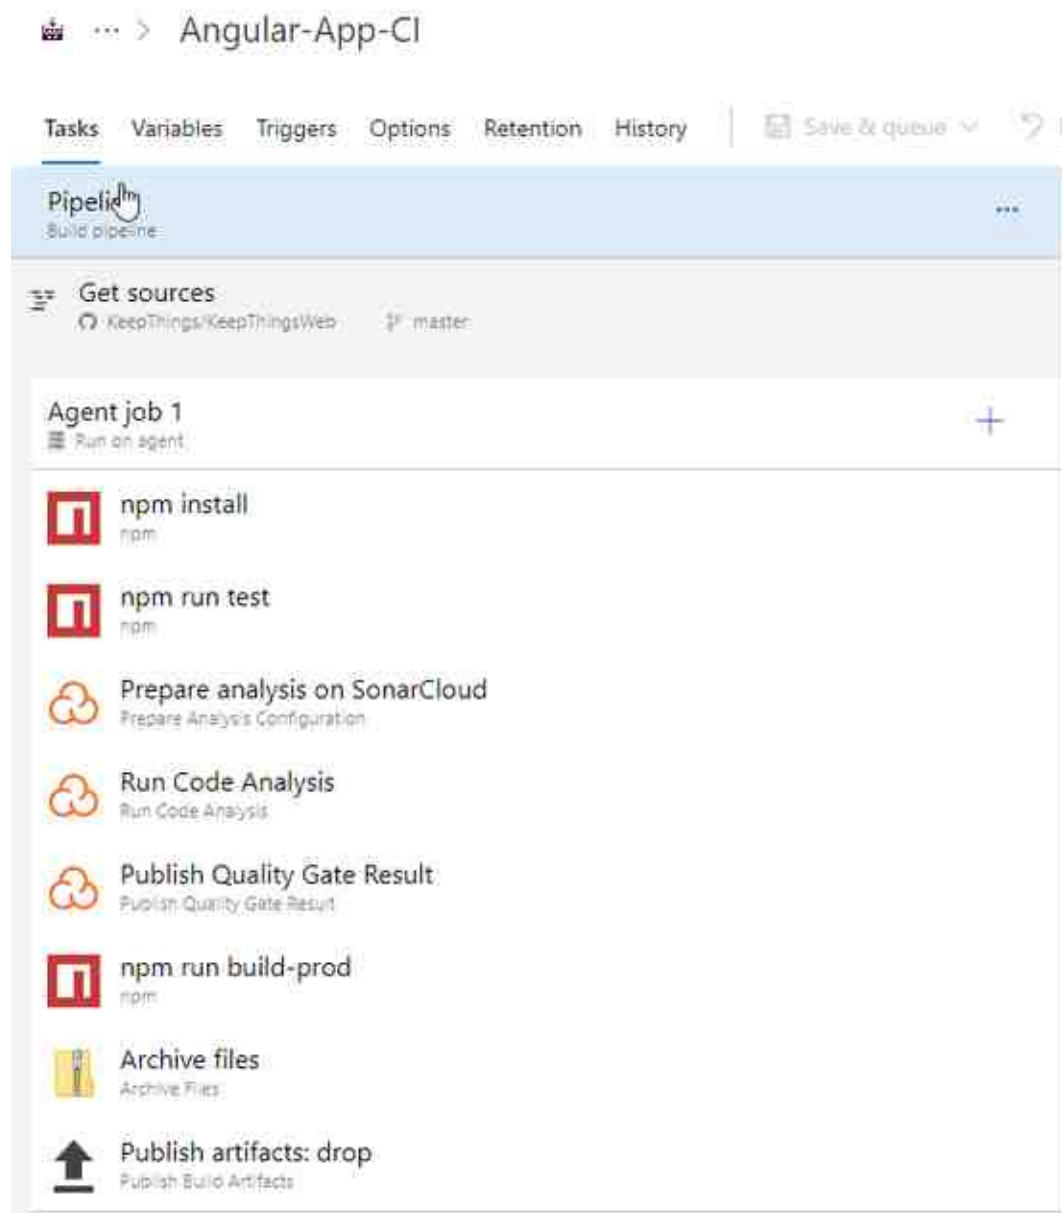 ... > Angular-App-CI
Tasks Variables Triggers Options Retention History Save & queue
Build pipeline
Get sources
KeepThings/KeepThingsWeb master
Agent job 1
Run on agent
npm install
npm
npm run test
npm
Prepare analysis on SonarCloud
Prepare Analysis Configuration
Run Code Analysis
Run Code Analysis
Publish Quality Gate Result
Publish Quality Gate Result
npm run build-prod
npm
Archive files
Archive Files
Publish artifacts: drop
Publish Build Artifacts